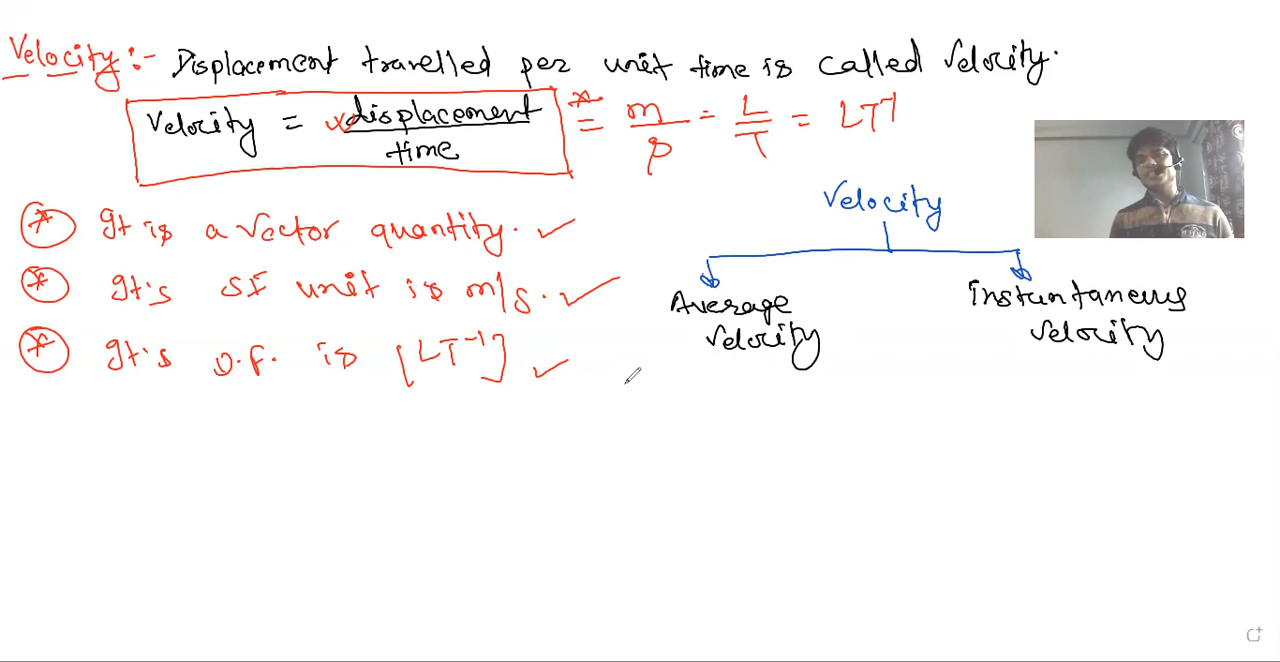 Velocity :- Displacement travelled per unit time is called Velocity.
Velocity = displacement / time = m / s = L / T = LT⁻¹
It is a vector quantity.
It's SI unit is m/s.
It's D.F. is [LT⁻¹]
Velocity
Average Velocity
Instantaneous Velocity